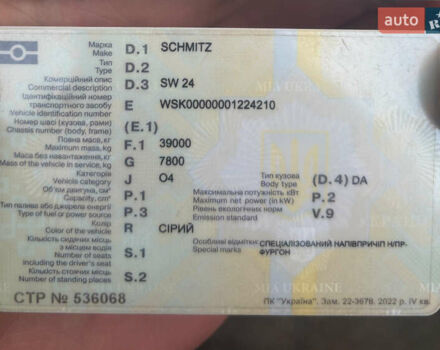 auto
Марка
Make D.1 SCHMITZ
Тип
Type D.2
Комерційний опис
Commercial description D.3 SW 24
Ідентифікаційний номер
транспортного засобу
Vehicle identification number E WSK00000001224210
Номер шасі (кузова, рами)
Chassis number (body, frame) (E.1)
Повна маса, кг
Maximum mass, kg F.1 39000
Маса без навантаження, кг
Mass of the vehicle in service, kg G 7800
Категорія
Vehicle category J O4
Тип кузова
Body type (D.4) DA
Об'єм двигуна, см³
Capacity, cm³ P.1
Максимальна потужність кВт
Maximum net power (in kW) P.2
Тип палива або джерела енергії
Type of fuel or power source P.3
Рівень екологічних норм
Emission standard V.9
Колір
Color of the vehicle R СІРИЙ
Кількість сидячих місць
з місцем водія
Number of seats
including the driver's seat S.1
Особливі відмітки
Special marks СПЕЦІАЛІЗОВАНИЙ НАПІВПРИЧІП Н/ПР-
ФУРГОН
Кількість стоячих місць
Number of standing places S.2
СТР № 536068
MIA UKRAINE
ПК "Україна". Зам. 22-3678. 2022 р. IV кв.